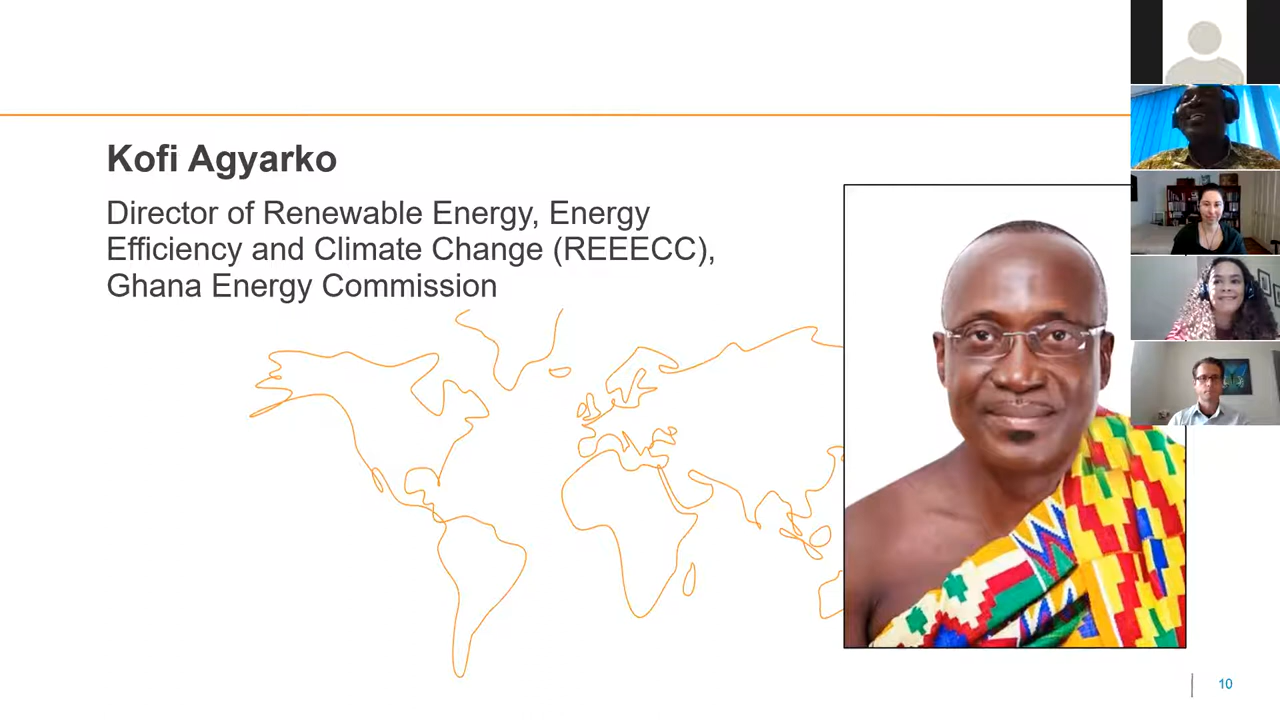 Kofi Agyarko
Director of Renewable Energy, Energy
Efficiency and Climate Change (REEECC),
Ghana Energy Commission
10